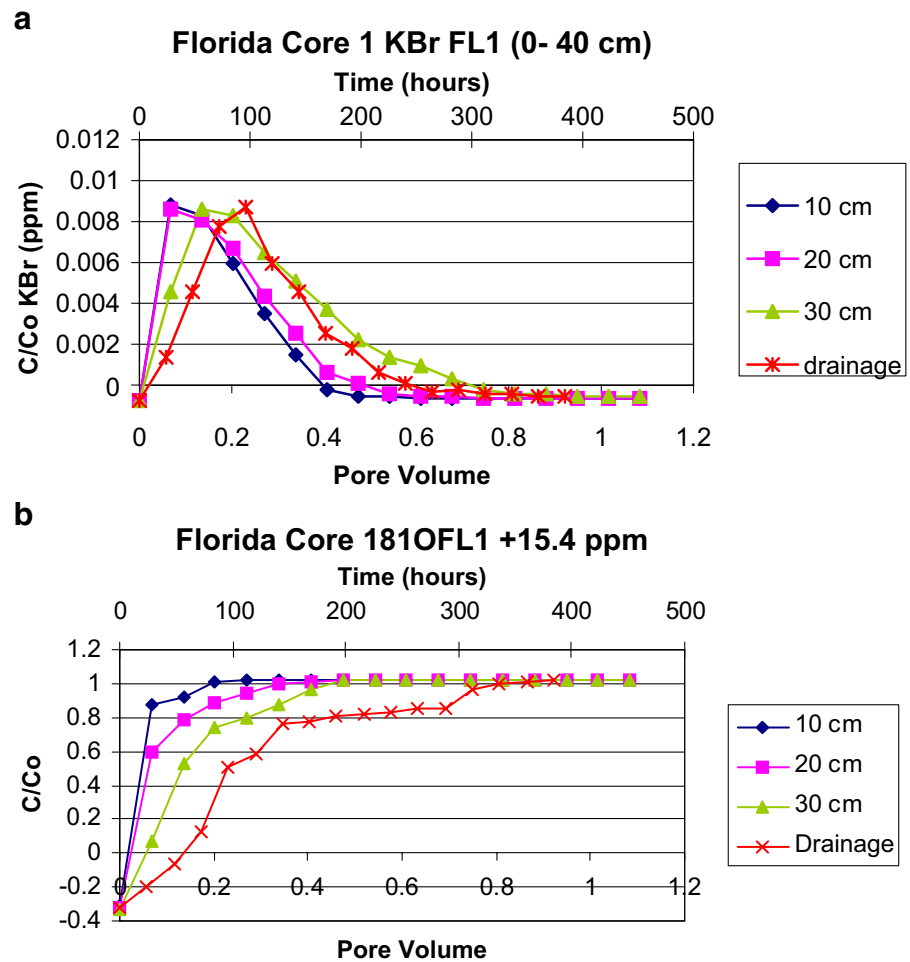 a
Florida Core 1 KBr FL1 (0- 40 cm)
Time (hours)
0 100 200 300 400 500
0.012
0.01
0.008
0.006
0.004
0.002
0
C/Co KBr (ppm)
0 0.2 0.4 0.6 0.8 1 1.2
Pore Volume
10 cm
20 cm
30 cm
drainage
b
Florida Core 181OFL1 +15.4 ppm
Time (hours)
0 100 200 300 400 500
1.2
1
0.8
0.6
0.4
0.2
0
-0.2
-0.4
C/Co
0 0.2 0.4 0.6 0.8 1 1.2
Pore Volume
10 cm
20 cm
30 cm
Drainage